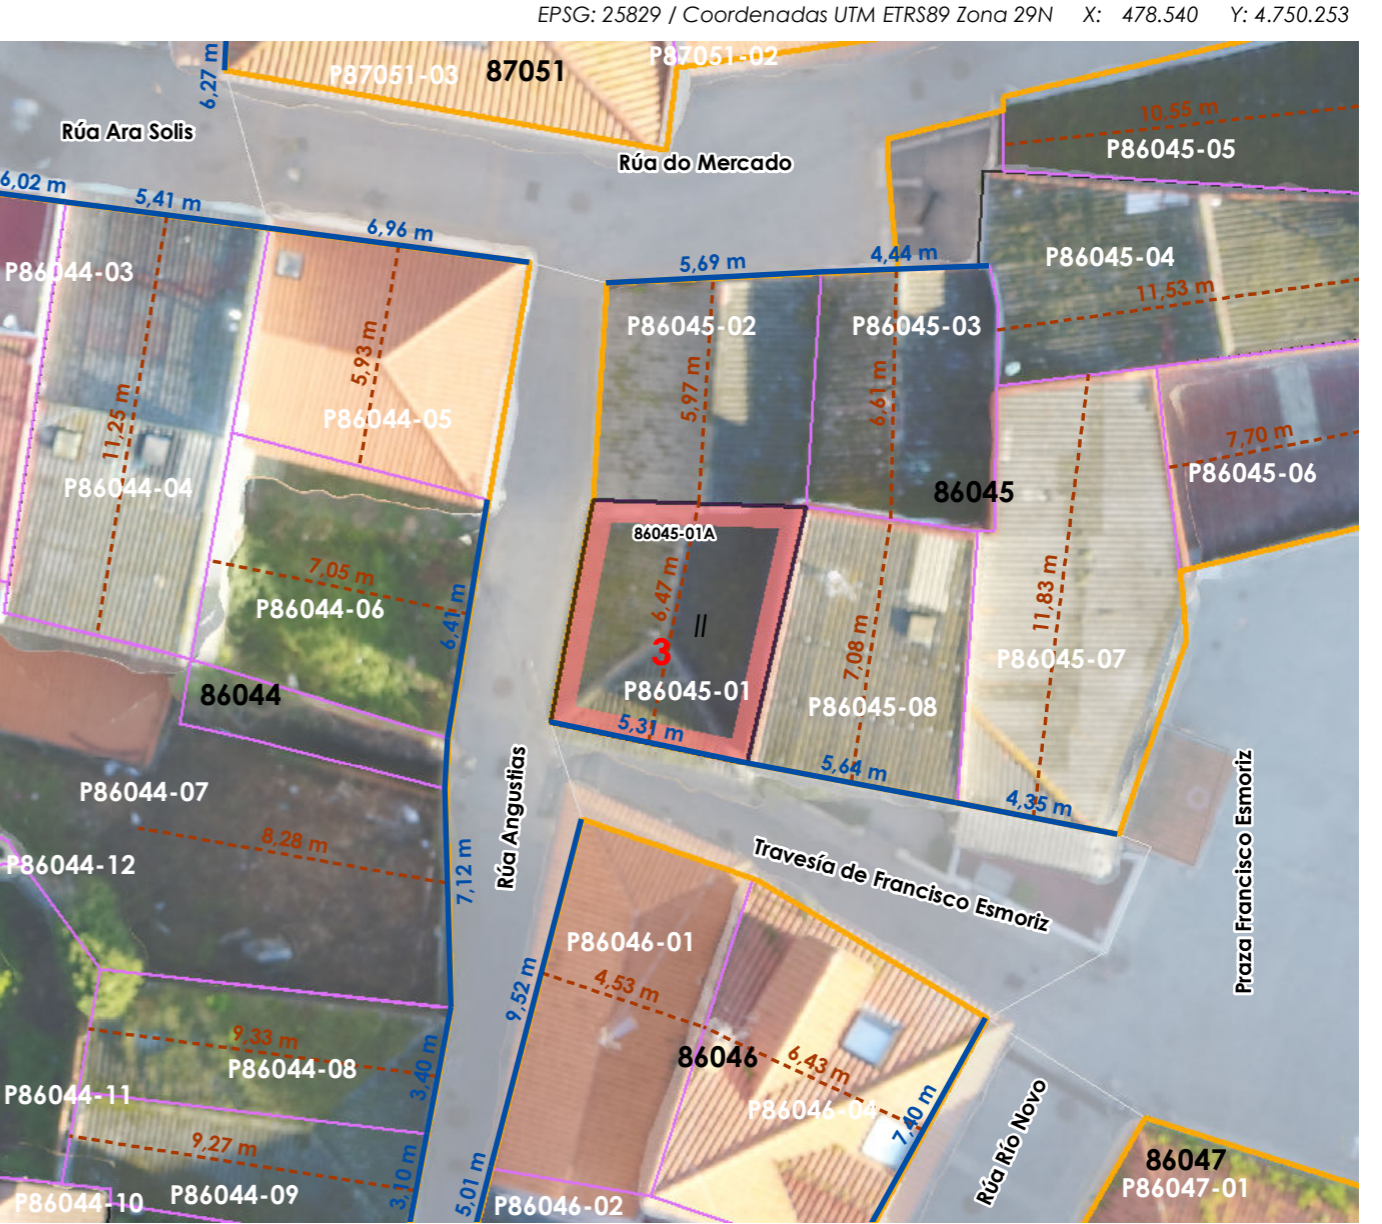 EPSG: 25829 / Coordenadas UTM ETRS89 Zona 29N X: 478.540 Y: 4.750.253
6,27 m
P87051-03
87051
P87051-02
Rúa Ara Solis
Rúa do Mercado
10,55 m
P86045-05
6,02 m
5,41 m
6,96 m
5,69 m
4,44 m
P86044-03
P86045-04
11,53 m
P86045-02
P86045-03
5,93 m
5,97 m
6,61 m
11,25 m
P86044-05
P86044-04
7,70 m
P86045-06
86045
86045-01A
7,05 m
P86044-06
6,41 m
6,47 m
II
3
P86045-01
11,83 m
P86045-07
7,08 m
P86045-08
86044
5,31 m
5,64 m
4,35 m
P86044-07
8,28 m
P86044-12
7,12 m
Rúa Angustias
Travesía de Francisco Esmoriz
Praza Francisco Esmoriz
P86046-01
4,53 m
9,52 m
86046
6,43 m
P86046-04
7,40 m
9,33 m
P86044-08
3,40 m
P86044-11
9,27 m
P86044-09
3,10 m
P86044-10
5,01 m
P86046-02
Rúa Río Novo
86047
P86047-01